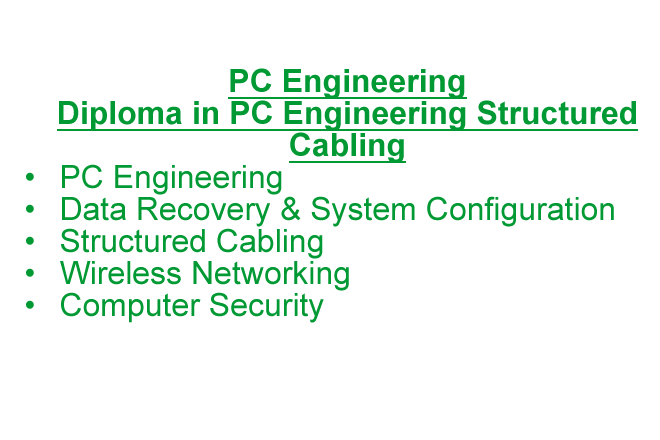 PC Engineering
Diploma in PC Engineering Structured
Cabling
• PC Engineering
• Data Recovery & System Configuration
• Structured Cabling
• Wireless Networking
• Computer Security